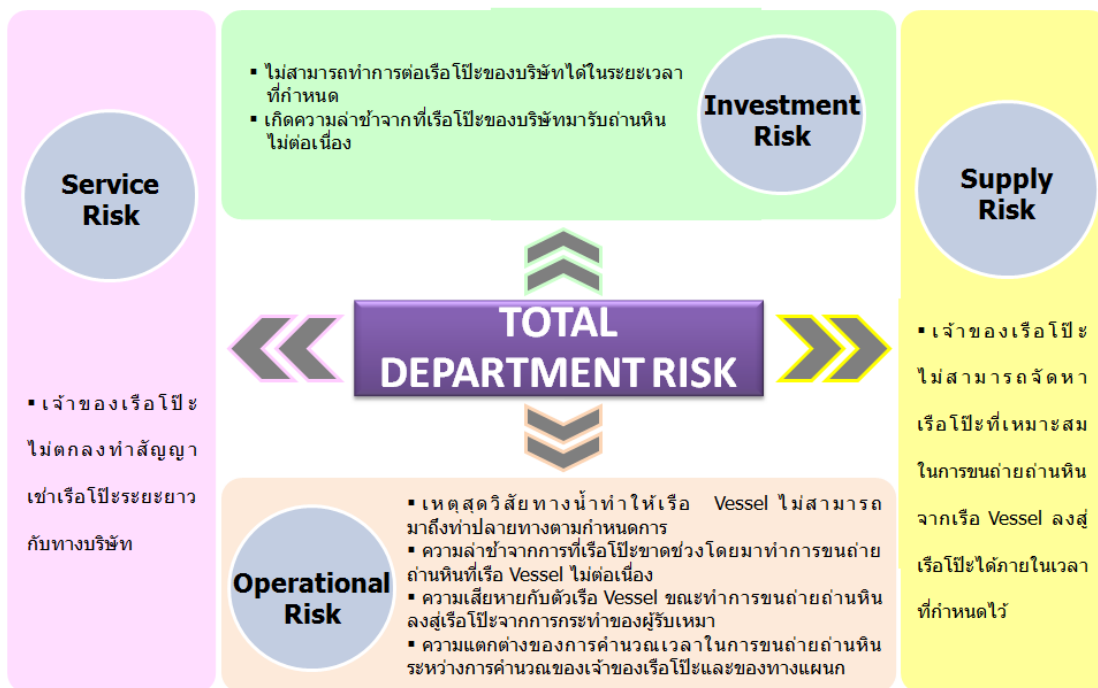 Service
Risk
▪ เจ้าของเรือโป๊ะ
ไม่ตกลงทำสัญญา
เช่าเรือโป๊ะระยะยาว
กับทางบริษัท
▪ ไม่สามารถทำการต่อเรือโป๊ะของบริษัทได้ในระยะเวลา
ที่กำหนด
▪ เกิดความล่าช้าจากที่เรือโป๊ะของบริษัทมารับถ่านหิน
ไม่ต่อเนื่อง
Investment
Risk
TOTAL
DEPARTMENT RISK
Operational
Risk
▪ เหตุสุดวิสัยทางน้ำทำให้เรือ Vessel ไม่สามารถ
มาถึงท่าปลายทางตามกำหนดการ
▪ ความล่าช้าจากการที่เรือโป๊ะขาดช่วงโดยมาทำการขนถ่าย
ถ่านหินที่เรือ Vessel ไม่ต่อเนื่อง
▪ ความเสียหายกับตัวเรือ Vessel ขณะทำการขนถ่ายถ่านหิน
ลงสู่เรือโป๊ะจากการกระทำของผู้รับเหมา
▪ ความแตกต่างของการคำนวณเวลาในการขนถ่ายถ่านหิน
ระหว่างการคำนวณของเจ้าของเรือโป๊ะและของทางแผนก
Supply
Risk
▪ เจ้าของเรือโป๊ะ
ไม่สามารถจัดหา
เรือโป๊ะที่เหมาะสม
ในการขนถ่ายถ่านหิน
จากเรือ Vessel ลงสู่
เรือโป๊ะได้ภายในเวลา
ที่กำหนดไว้